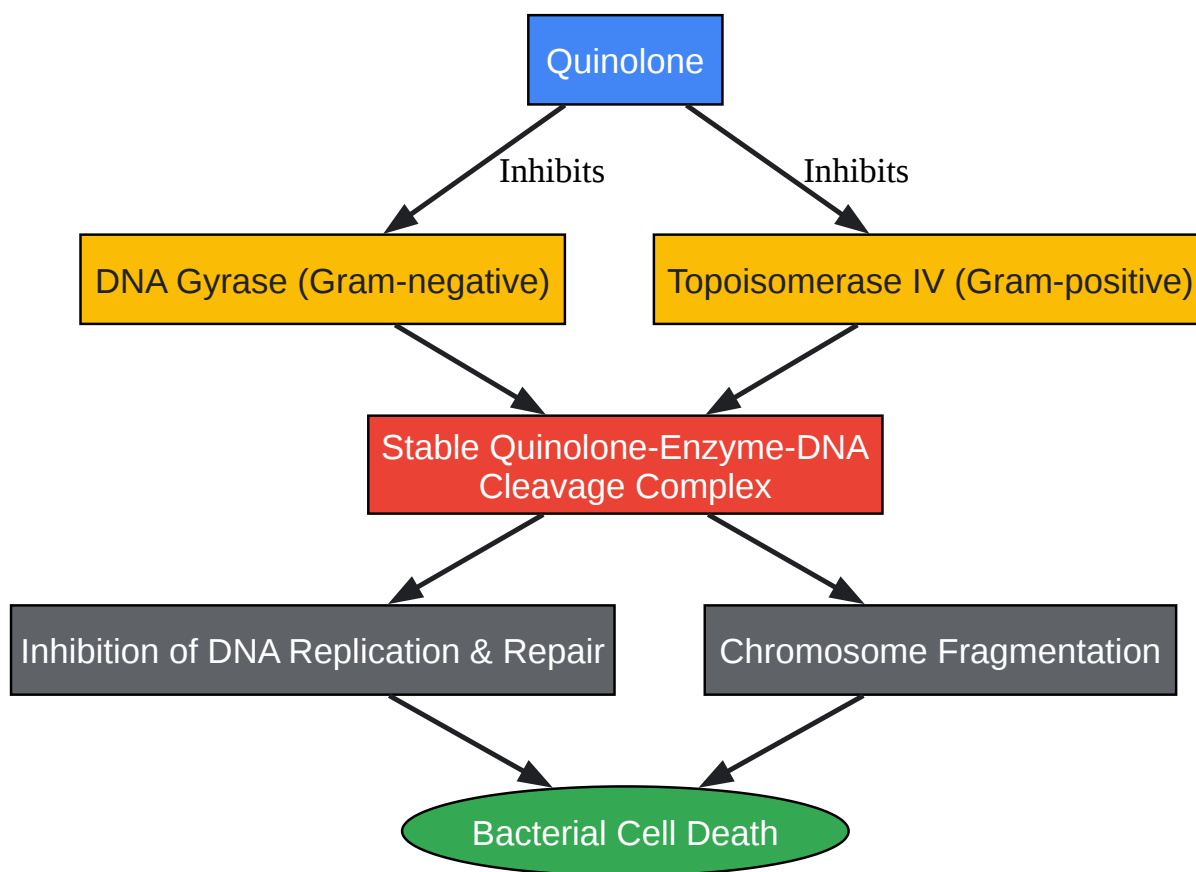 Quinolone
Inhibits
Inhibits
DNA Gyrase (Gram-negative)
Topoisomerase IV (Gram-positive)
Stable Quinolone-Enzyme-DNA
Cleavage Complex
Inhibition of DNA Replication & Repair
Chromosome Fragmentation
Bacterial Cell Death